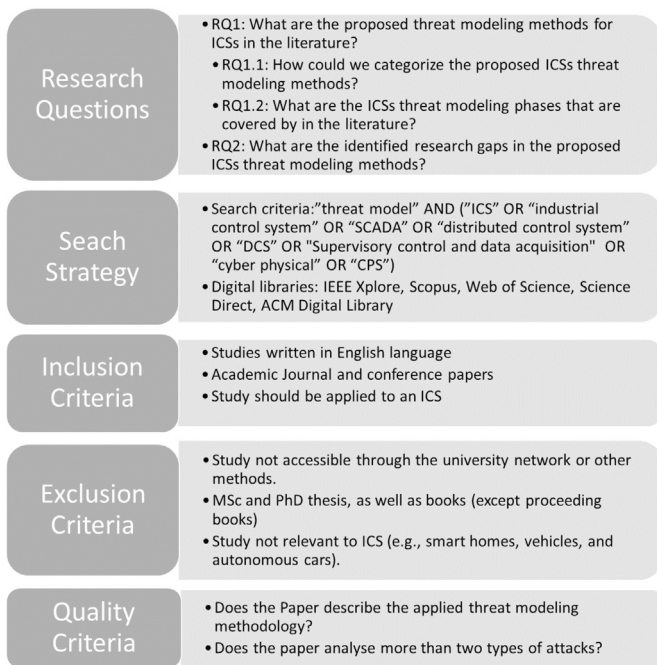 Research
Questions
• RQ1: What are the proposed threat modeling methods for
ICSs in the literature?
• RQ1.1: How could we categorize the proposed ICSs threat
modeling methods?
• RQ1.2: What are the ICSs threat modeling phases that are
covered by in the literature?
• RQ2: What are the identified research gaps in the proposed
ICSs threat modeling methods?
Seach
Strategy
• Search criteria:”threat model” AND (”ICS” OR “industrial
control system” OR “SCADA” OR “distributed control system”
OR “DCS” OR "Supervisory control and data acquisition" OR
“cyber physical” OR “CPS”)
• Digital libraries: IEEE Xplore, Scopus, Web of Science, Science
Direct, ACM Digital Library
Inclusion
Criteria
• Studies written in English language
• Academic Journal and conference papers
• Study should be applied to an ICS
Exclusion
Criteria
• Study not accessible through the university network or other
methods.
• MSc and PhD thesis, as well as books (except proceeding
books)
• Study not relevant to ICS (e.g., smart homes, vehicles, and
autonomous cars).
Quality
Criteria
• Does the Paper describe the applied threat modeling
methodology?
• Does the paper analyse more than two types of attacks?